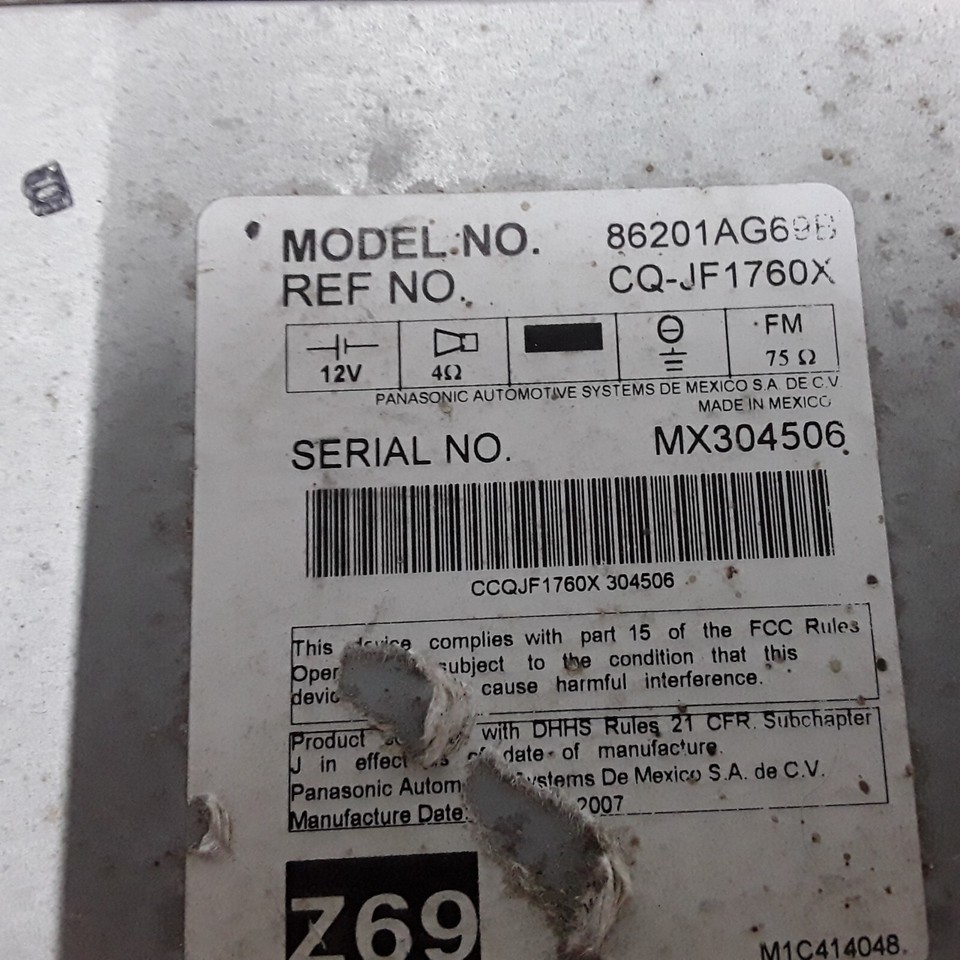 MODEL NO. 86201AG69B
REF NO. CQ-JF1760X
12V 4Ω FM 75 Ω
PANASONIC AUTOMOTIVE SYSTEMS DE MEXICO S.A. DE C.V.
MADE IN MEXICO
SERIAL NO. MX304506
CCQJF1760X 304506
This device complies with part 15 of the FCC Rules
subject to the condition that this
cause harmful interference.
Product with DHHS Rules 21 CFR. Subchapter
J in effect as of date of manufacture.
Panasonic Systems De Mexico S.A. de C.V.
Manufacture Date: 2007
Z69
M1C414048